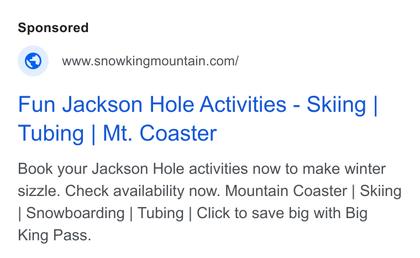 Sponsored
www.snowkingmountain.com/
Fun Jackson Hole Activities - Skiing |
Tubing | Mt. Coaster
Book your Jackson Hole activities now to make winter
sizzle. Check availability now. Mountain Coaster | Skiing
| Snowboarding | Tubing | Click to save big with Big
King Pass.